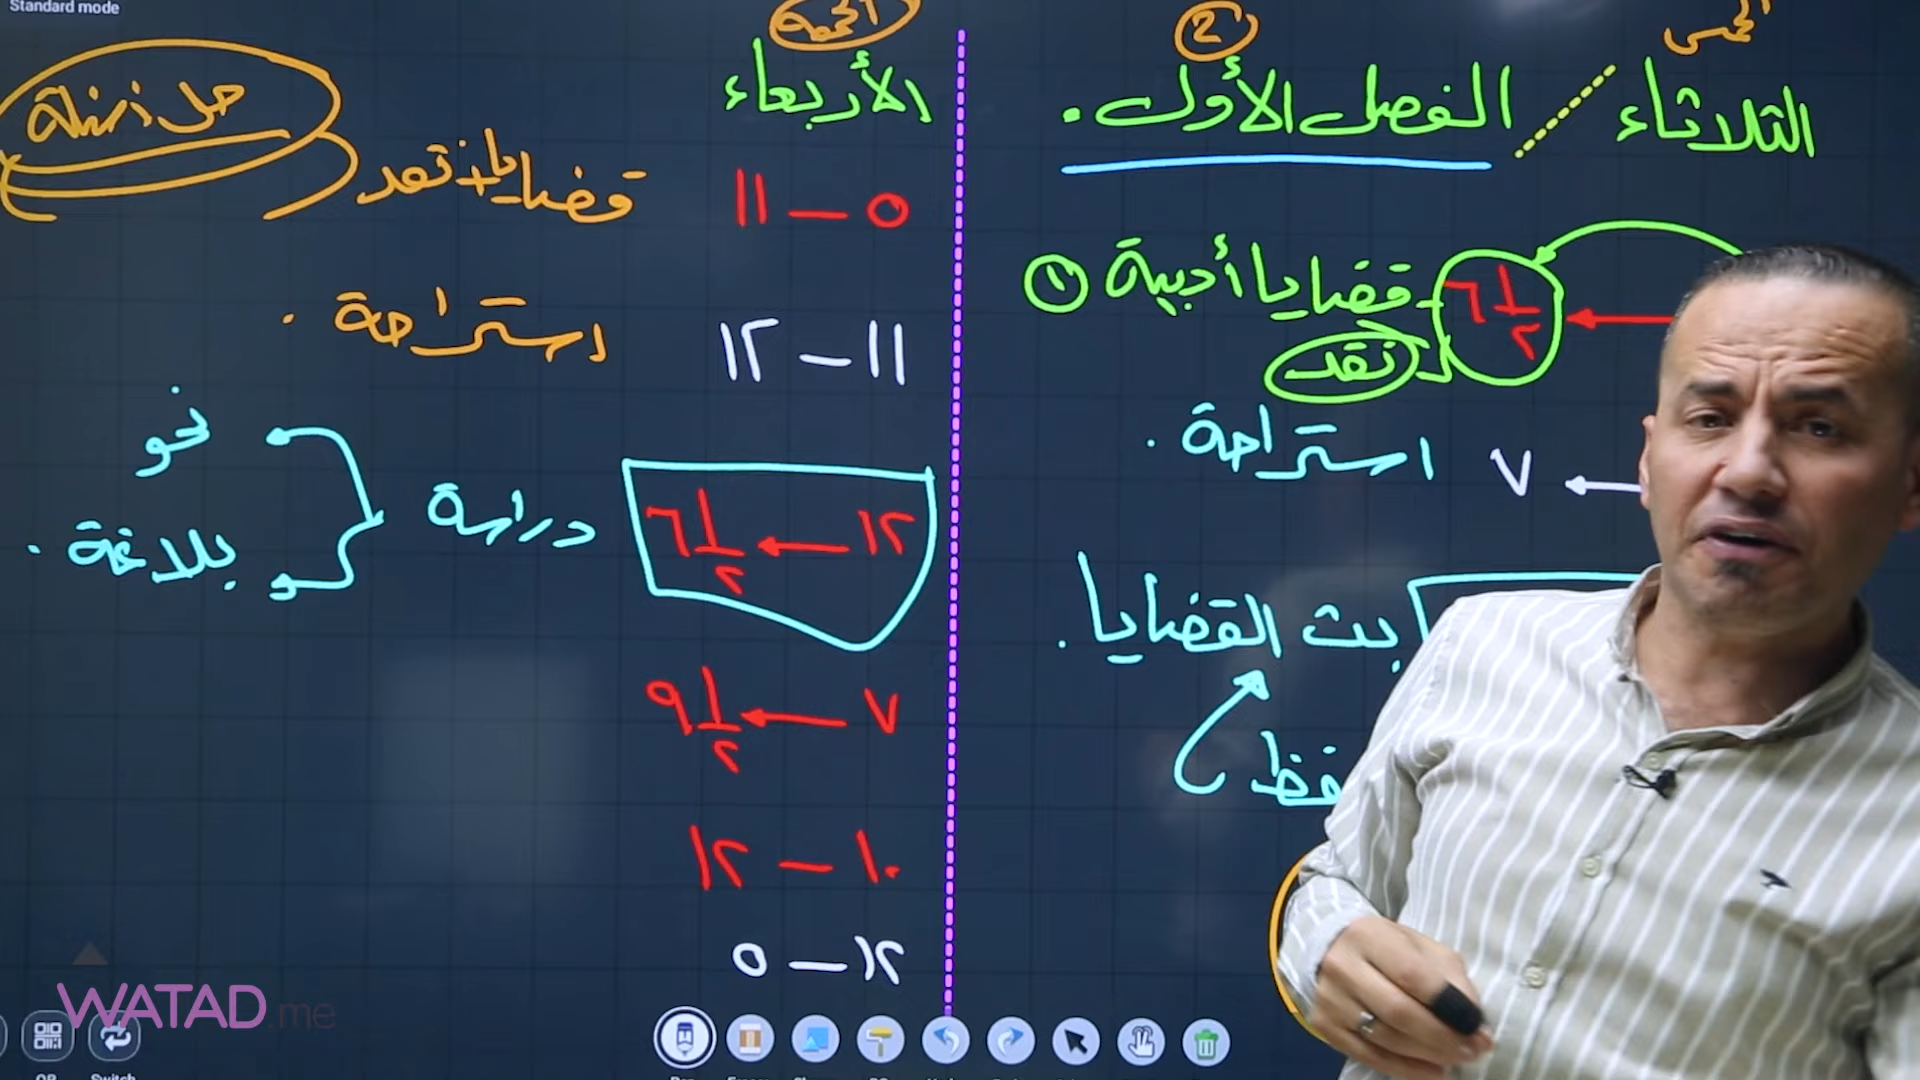 Standard mode
②
الثلاثاء / الفصل الأول.
① قضايا أدبية
نقد
← ٦ ١/٢
← ٧ استراحة.
بث القضايا.
الأربعاء
٥ — ١١ قضايا + نقد
حل أسئلة
١١ — ١٢ استراحة.
١٢ ← ٦ ١/٢ دراسة
نحو
بلاغة.
٧ ← ٩ ١/٢
١٠ — ١٢
١٢ — ٥
WATAD.me